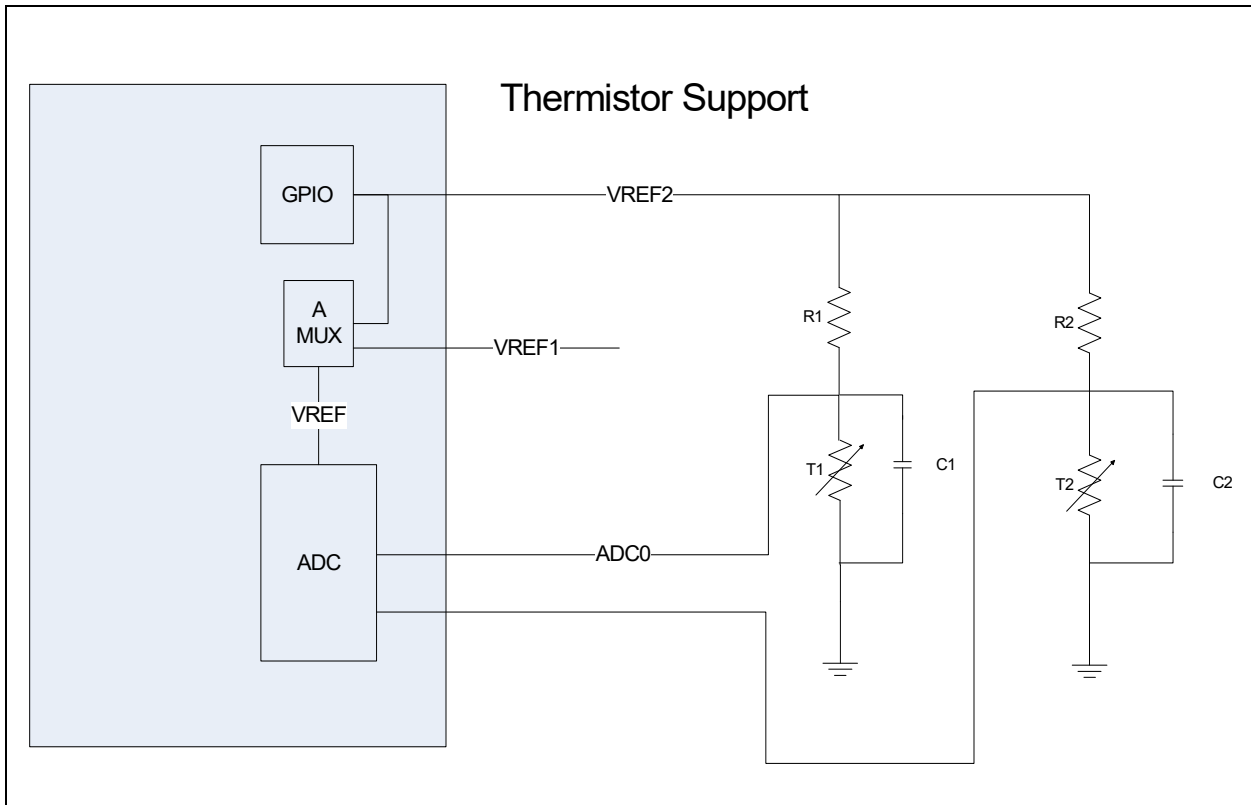 Thermistor Support
GPIO
VREF2
A
MUX
R1
R2
VREF1
VREF
T1
C1
T2
C2
ADC
ADC0